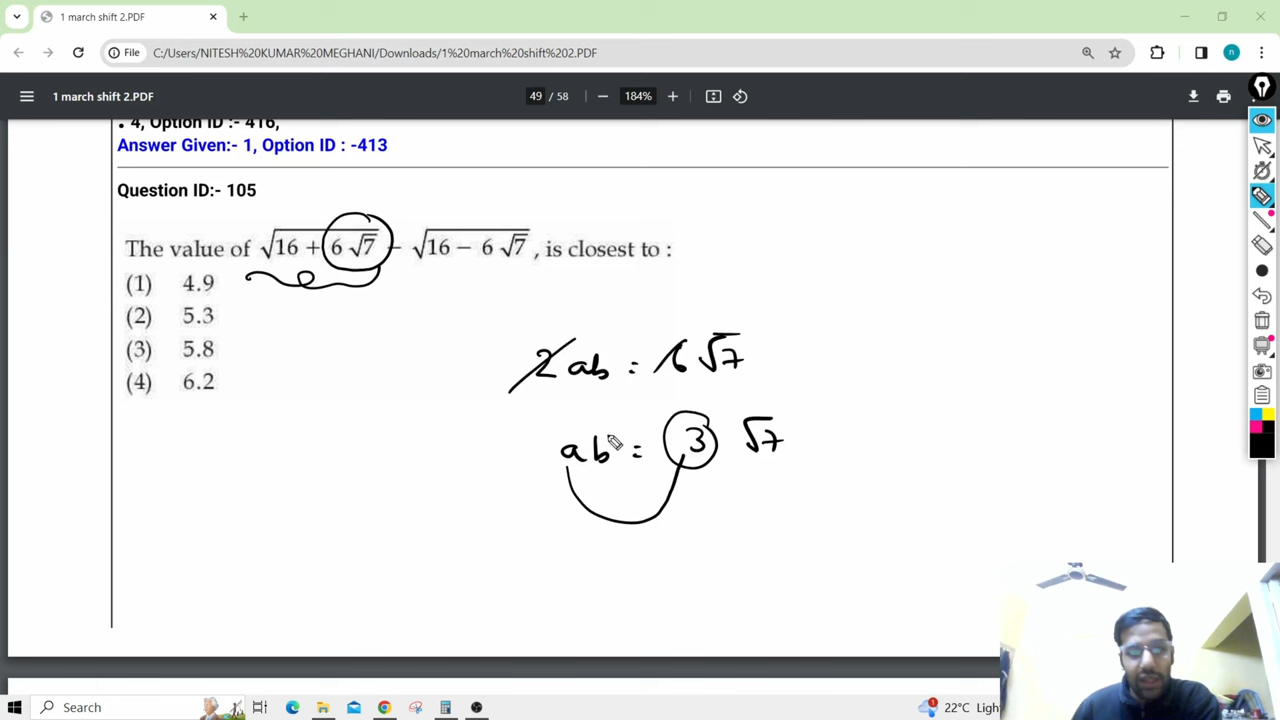 1 march shift 2.PDF
File
C:/Users/NITESH%20KUMAR%20MEGHANI/Downloads/1%20march%20shift%202.PDF
n
1 march shift 2.PDF
49 / 58
184%
. 4, Option ID :- 416,
Answer Given:- 1, Option ID : -413
Question ID:- 105
The value of √16 + 6 √7 - √16 - 6 √7 , is closest to :
(1) 4.9
(2) 5.3
(3) 5.8
(4) 6.2
2ab = 6 √7
ab = 3 √7
Search
1
22°C Ligh